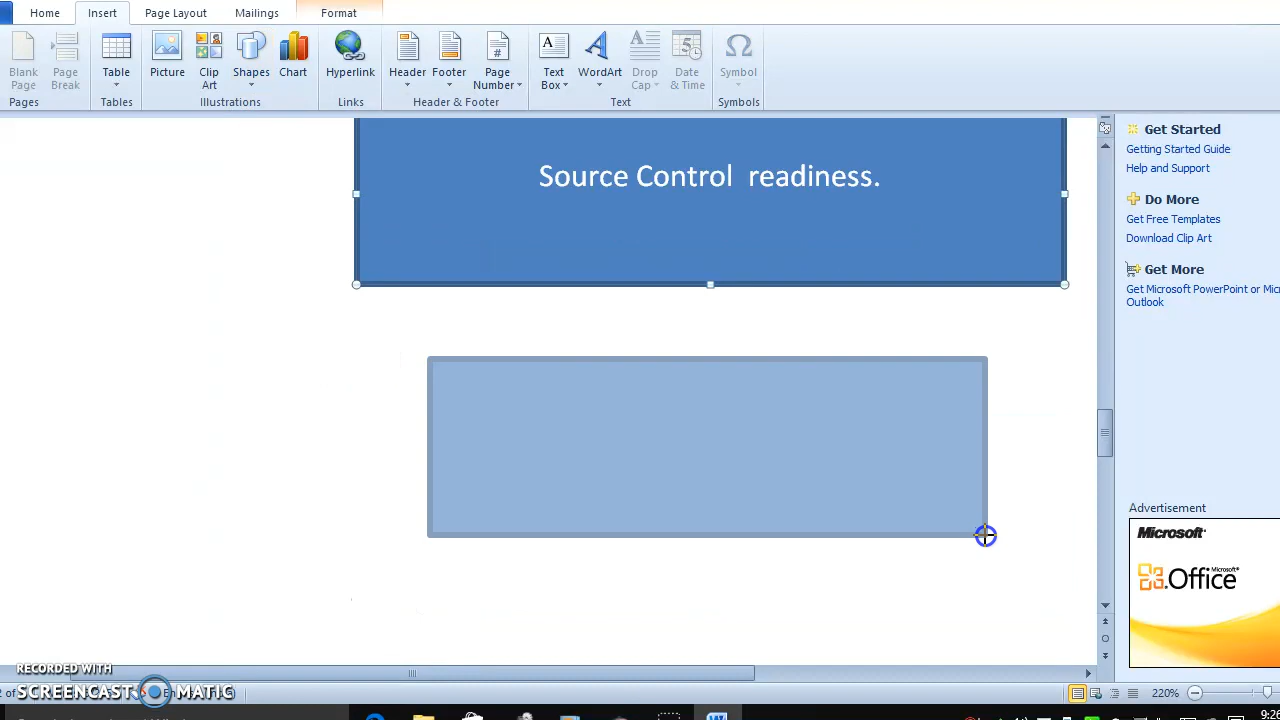 Home Insert Page Layout Mailings Format
Blank Page
Page Break
Table
Picture
Clip Art
Shapes
Chart
Hyperlink
Header
Footer
Page Number
Text Box
WordArt
Drop Cap
Date & Time
Symbol
Pages Tables Illustrations Links Header & Footer Text Symbols
Source Control readiness.
Get Started
Getting Started Guide
Help and Support
Do More
Get Free Templates
Download Clip Art
Get More
Get Microsoft PowerPoint or Mic
Outlook
Advertisement
Microsoft
Office
Microsoft
RECORDED WITH
SCREENCAST MATIC
220%
9:26